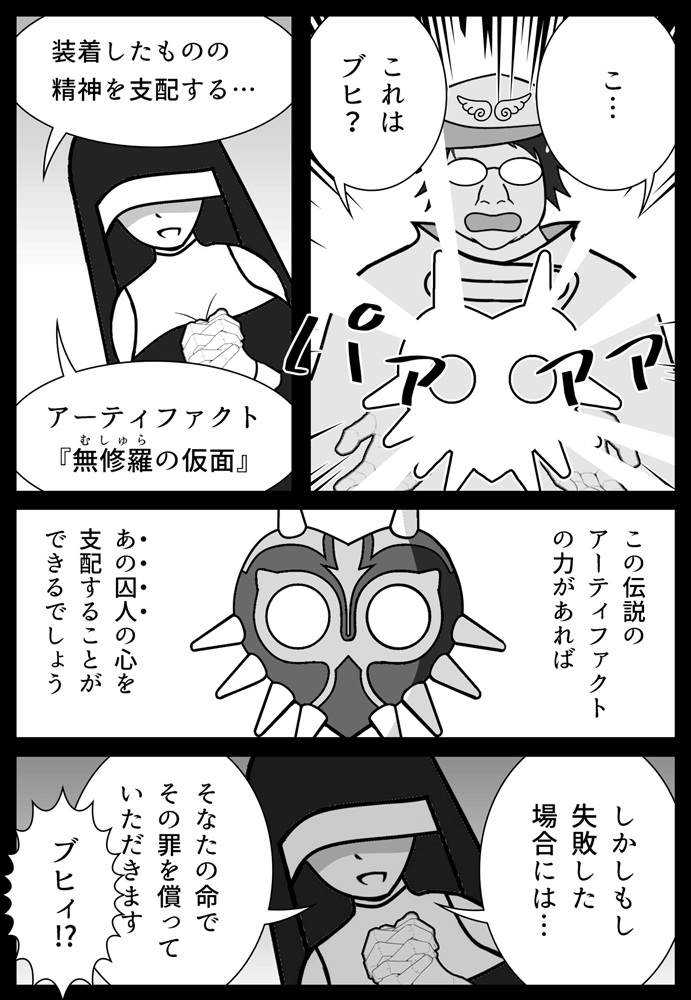 こ…
これは
ブヒ?
パァァァ
装着したものの
精神を支配する…
アーティファクト
『無修羅の仮面』
むしゅら
この伝説の
アーティファクト
の力があれば
あの囚人の心を
支配することが
できるでしょう
しかしもし
失敗した
場合には…
そなたの命で
その罪を償って
いただきます
ブヒィ!?